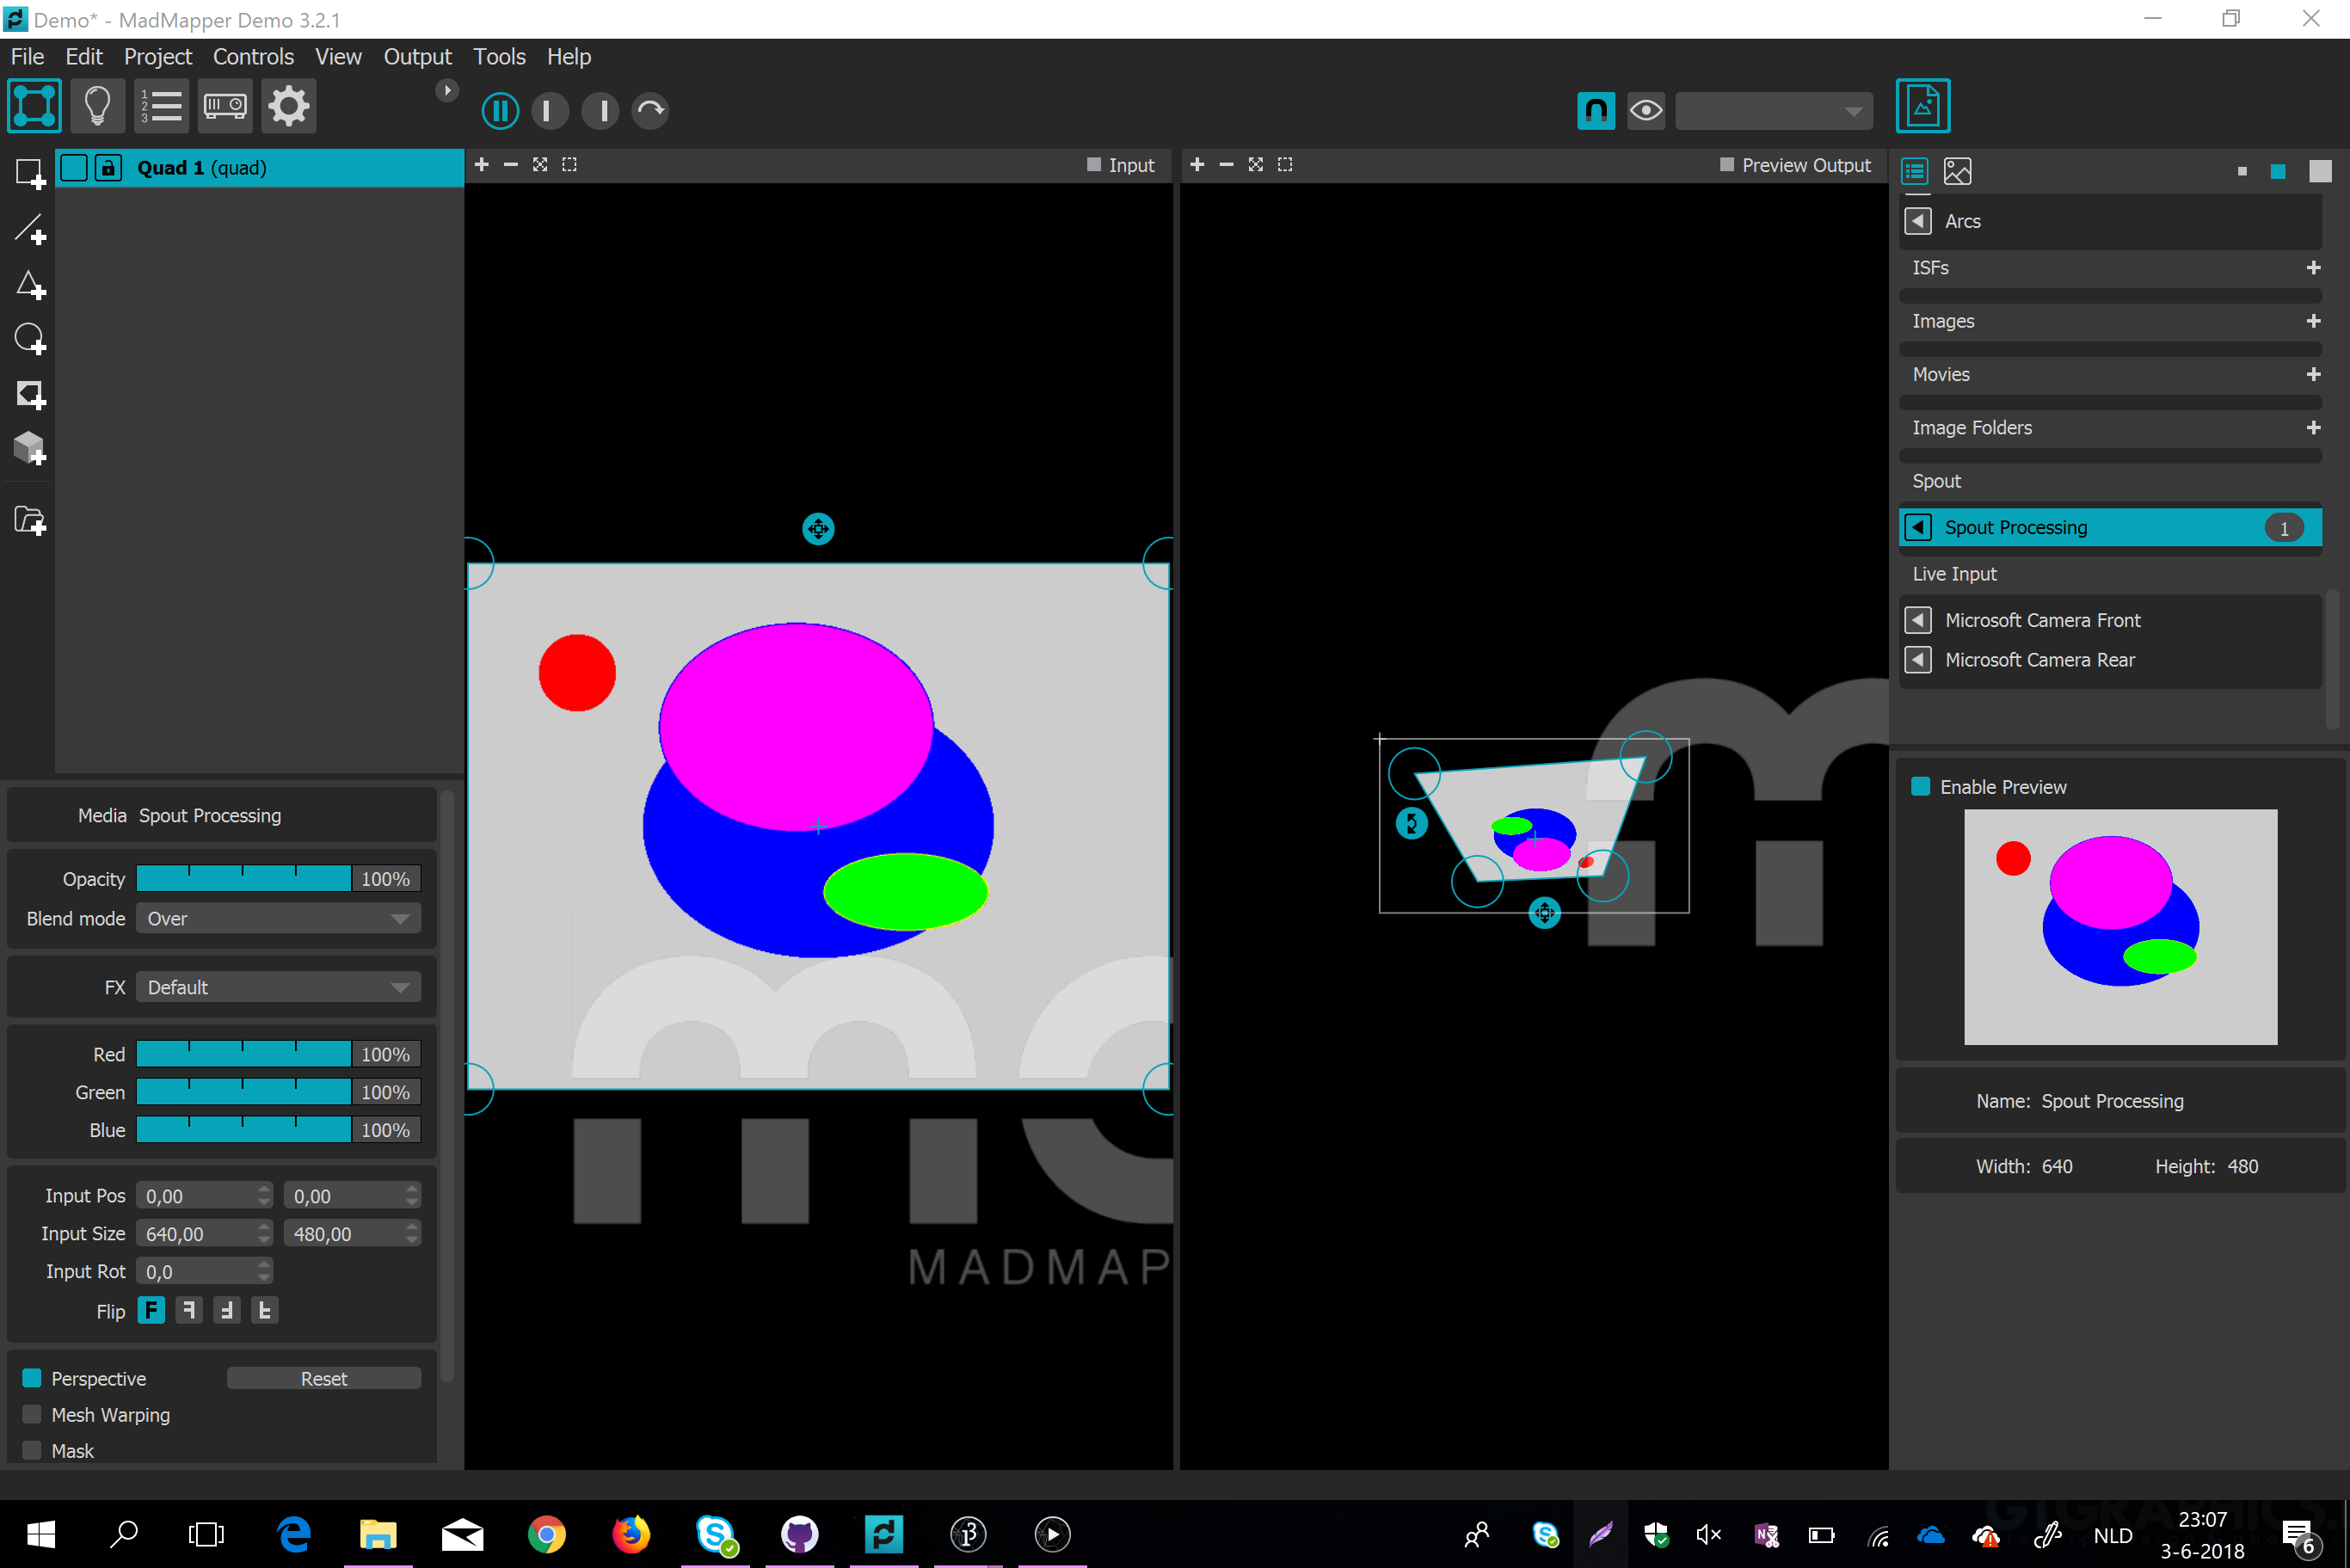 Demo* - MadMapper Demo 3.2.1
File Edit Project Controls View Output Tools Help
Quad 1 (quad)
Input
Preview Output
Arcs
ISFs
Images
Movies
Image Folders
Spout
Spout Processing 1
Live Input
Microsoft Camera Front
Microsoft Camera Rear
Media Spout Processing
Opacity 100%
Blend mode Over
FX Default
Red 100%
Green 100%
Blue 100%
Input Pos 0,00 0,00
Input Size 640,00 480,00
Input Rot 0,0
Flip
Perspective Reset
Mesh Warping
Mask
MADMAP
Enable Preview
Name: Spout Processing
Width: 640 Height: 480
NLD
23:07
3-6-2018
6